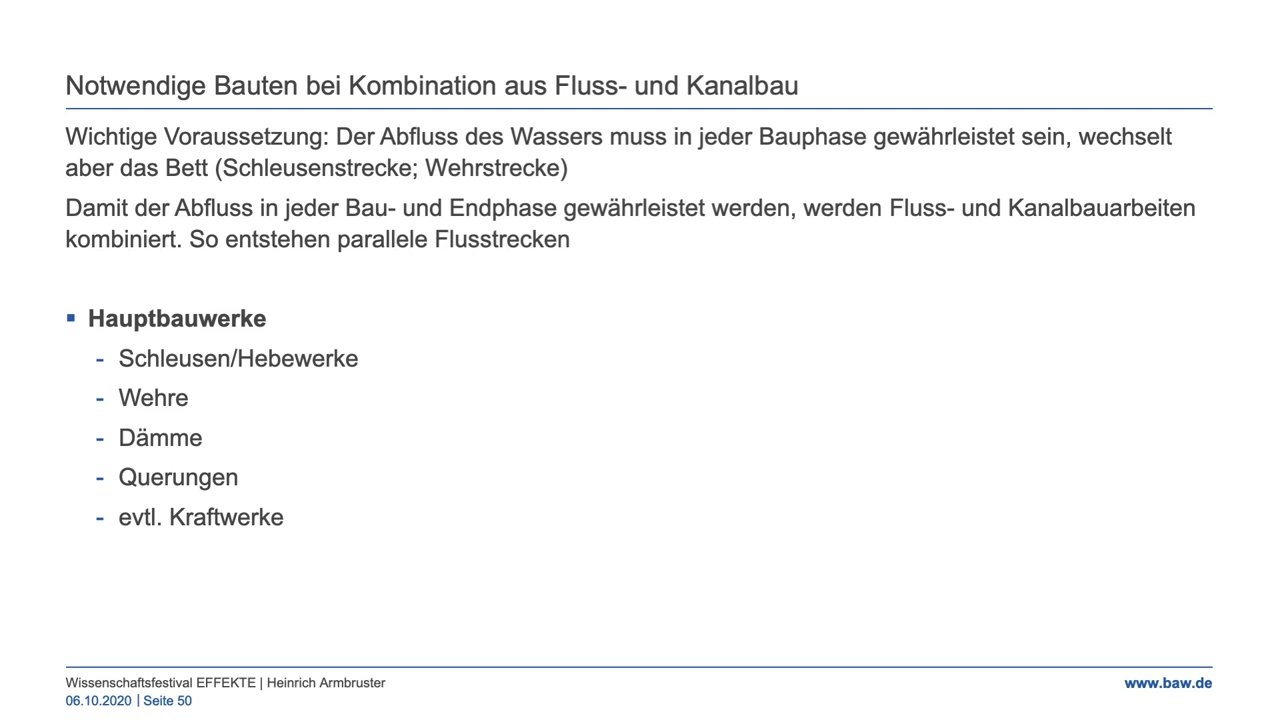 Notwendige Bauten bei Kombination aus Fluss- und Kanalbau
Wichtige Voraussetzung: Der Abfluss des Wassers muss in jeder Bauphase gewährleistet sein, wechselt
aber das Bett (Schleusenstrecke; Wehrstrecke)
Damit der Abfluss in jeder Bau- und Endphase gewährleistet werden, werden Fluss- und Kanalbauarbeiten
kombiniert. So entstehen parallele Flusstrecken
▪ Hauptbauwerke
- Schleusen/Hebewerke
- Wehre
- Dämme
- Querungen
- evtl. Kraftwerke
Wissenschaftsfestival EFFEKTE | Heinrich Armbruster
www.baw.de
06.10.2020 | Seite 50